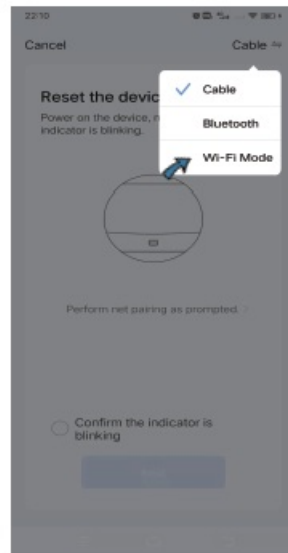 22:10
Cancel
Cable
Reset the devic
Cable
Power on the device, n
indicator is blinking.
Bluetooth
Wi-Fi Mode
Perform net pairing as prompted. >
Confirm the indicator is
blinking